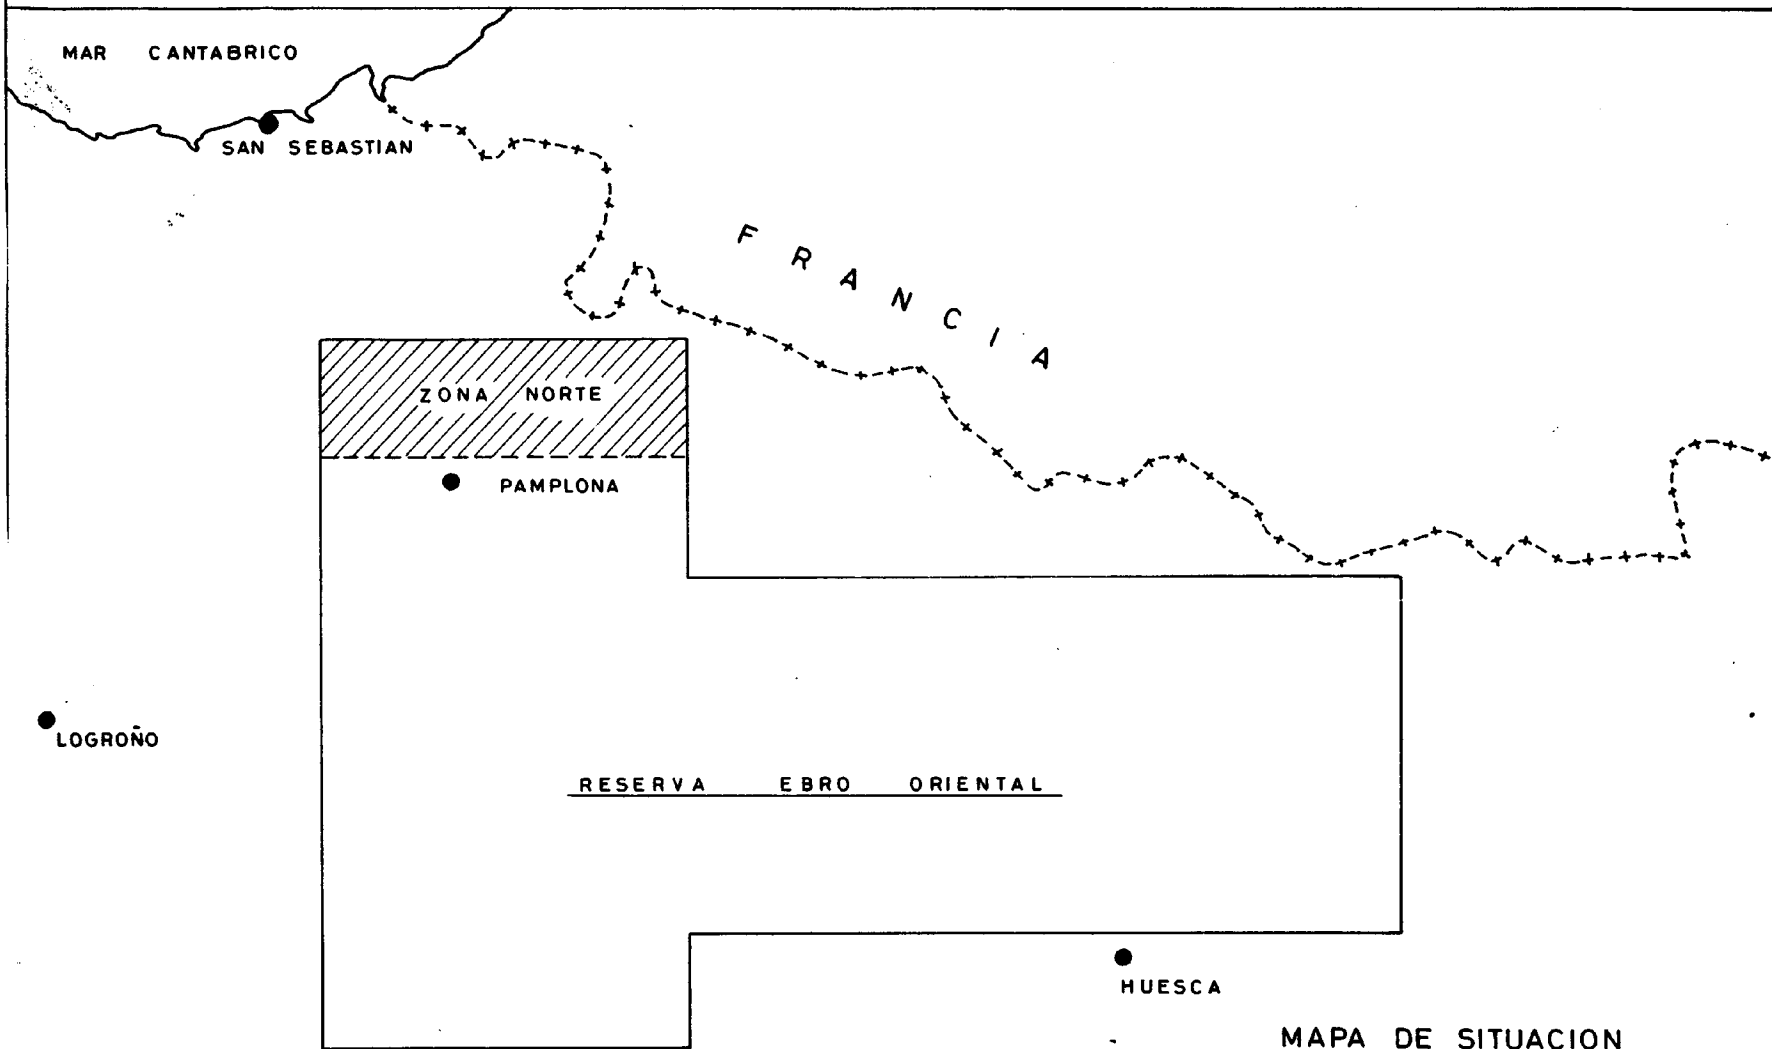 MAR CANTABRICO
SAN SEBASTIAN
FRANCIA
ZONA NORTE
PAMPLONA
LOGROÑO
RESERVA EBRO ORIENTAL
HUESCA
MAPA DE SITUACION